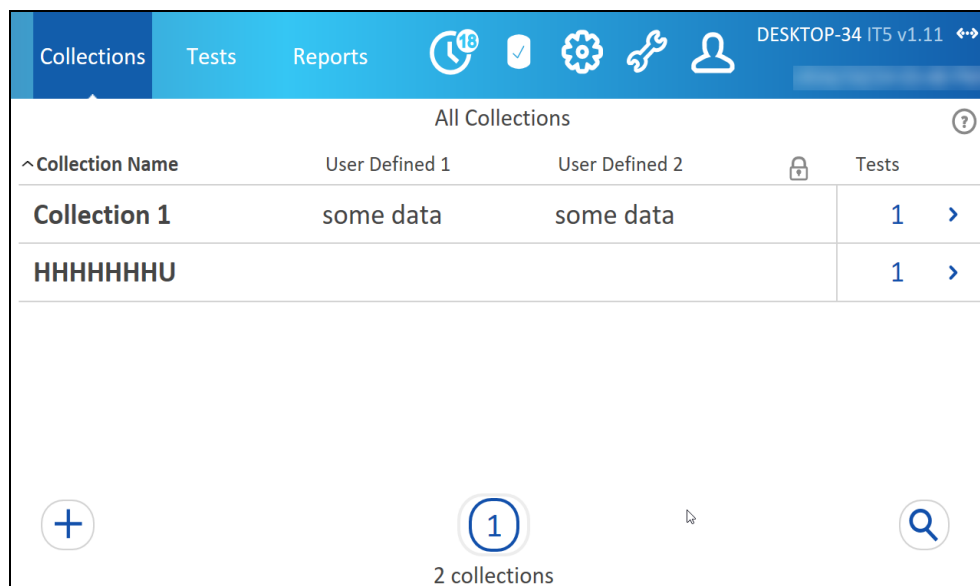 Collections Tests Reports 18 DESKTOP-34 IT5 v1.11
All Collections ?
Collection Name User Defined 1 User Defined 2 Tests
Collection 1 some data some data 1
HHHHHHHU 1
1
2 collections